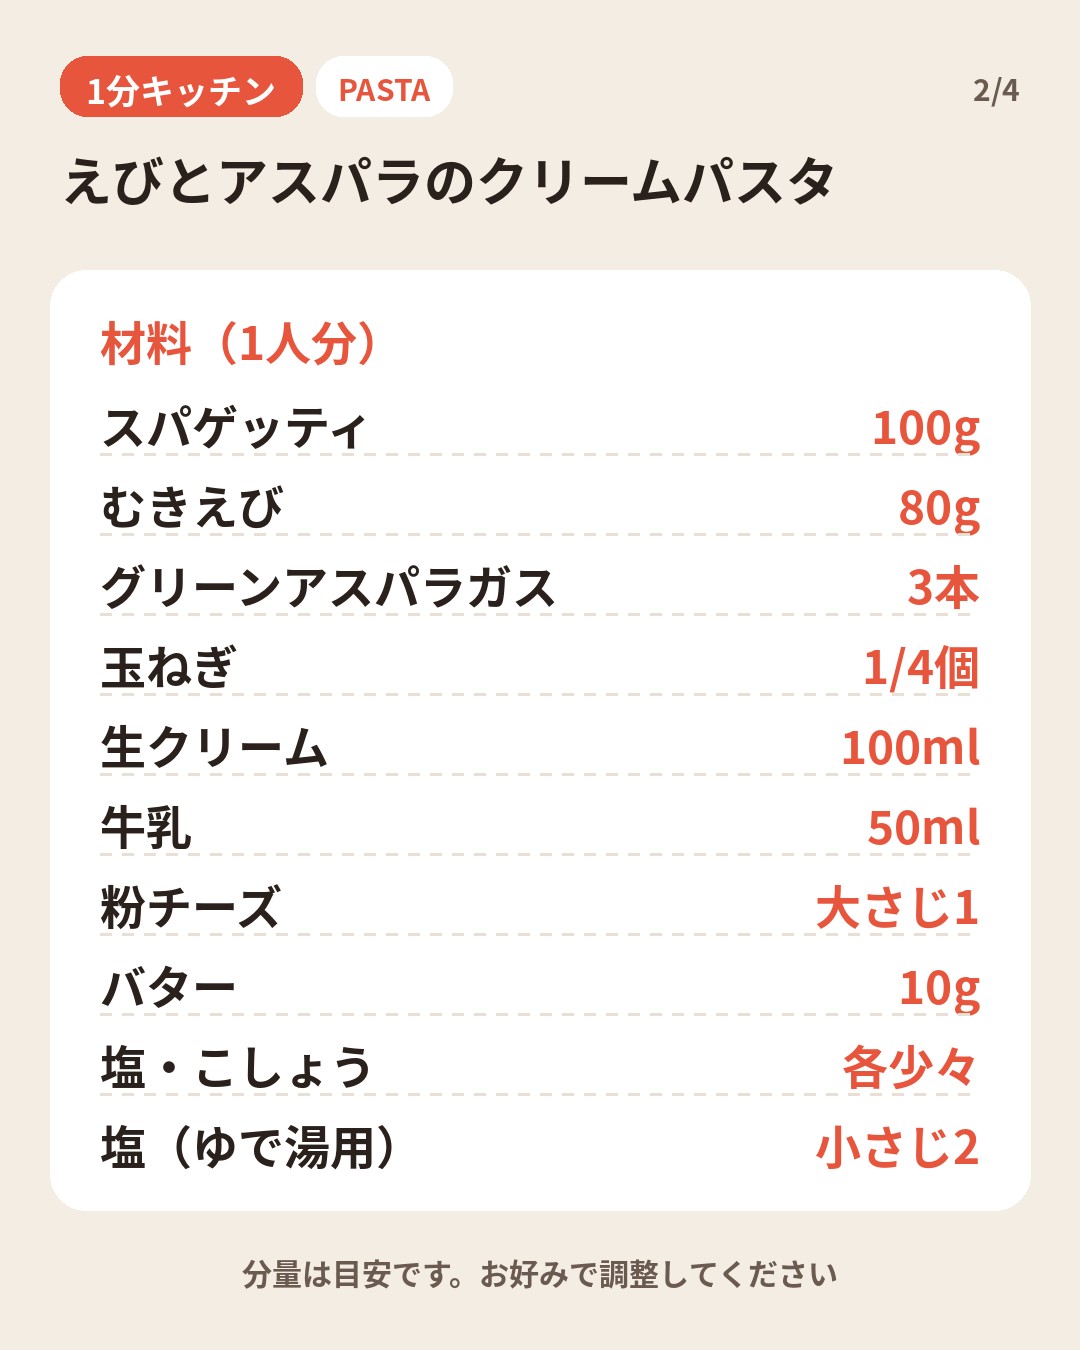 1分キッチン PASTA 2/4
えびとアスパラのクリームパスタ
材料（1人分）
スパゲッティ 100g
むきえび 80g
グリーンアスパラガス 3本
玉ねぎ 1/4個
生クリーム 100ml
牛乳 50ml
粉チーズ 大さじ1
バター 10g
塩・こしょう 各少々
塩（ゆで湯用） 小さじ2
分量は目安です。お好みで調整してください